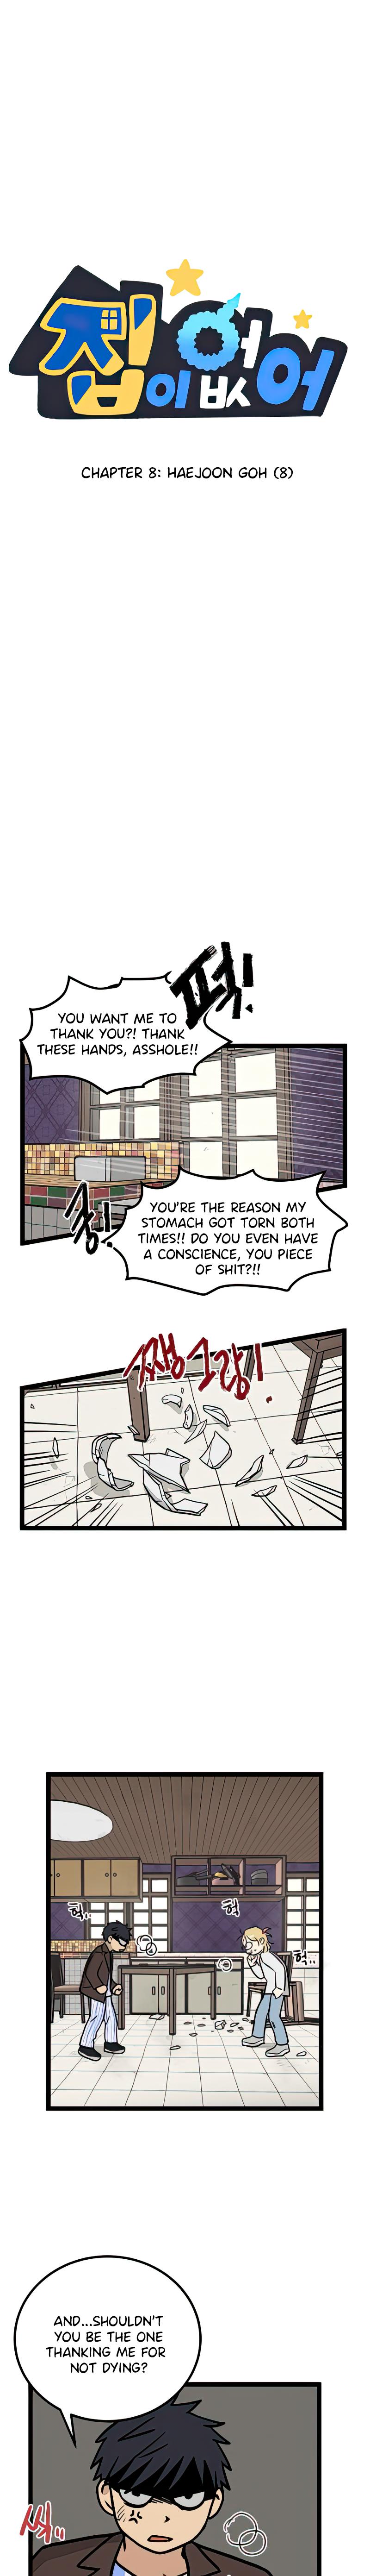 집이 없어
CHAPTER 8: HAEJOON GOH (8)
퍽!
YOU WANT ME TO
THANK YOU?! THANK
THESE HANDS, ASSHOLE!!
쿵!
YOU'RE THE REASON MY
STOMACH GOT TORN BOTH
TIMES!! DO YOU EVEN HAVE
A CONSCIENCE, YOU PIECE
OF SHIT?!!
쨍그랑!
헉..
헉
헉..
AND...SHOULDN'T
YOU BE THE ONE
THANKING ME FOR
NOT DYING?
씩..